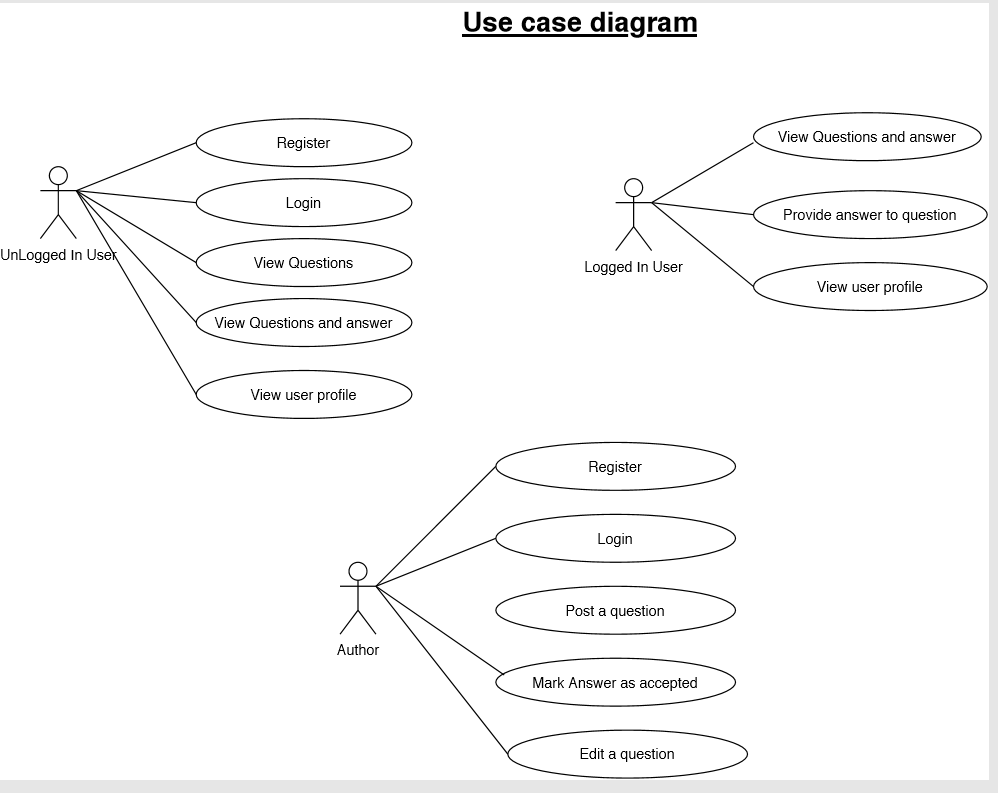 Use case diagram
Register
Login
View Questions
View Questions and answer
View user profile
UnLogged In User
View Questions and answer
Provide answer to question
View user profile
Logged In User
Register
Login
Post a question
Mark Answer as accepted
Edit a question
Author